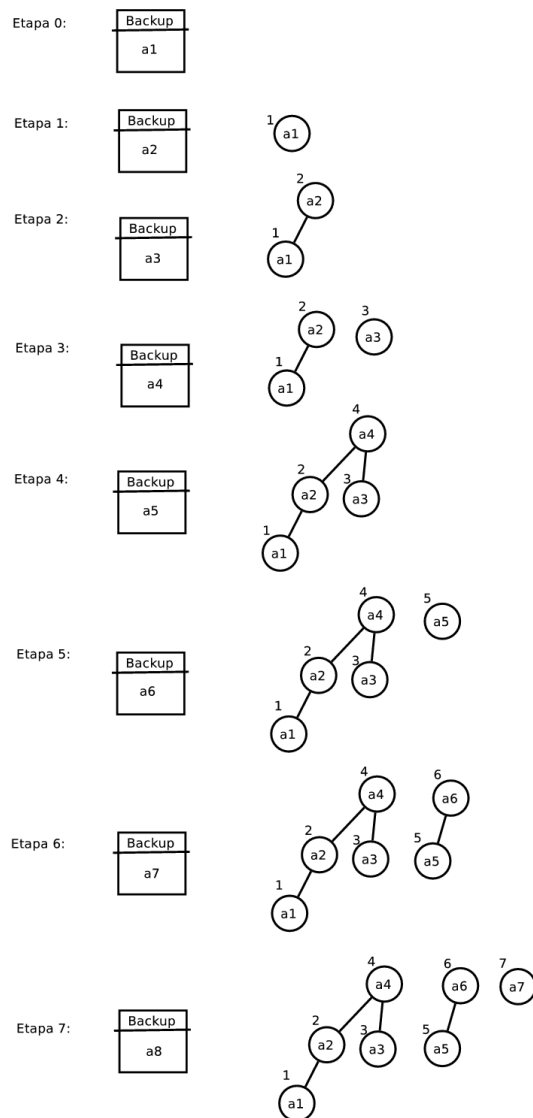 Etapa 0:
Backup
a1
Etapa 1:
Backup
a2
1
a1
Etapa 2:
Backup
a3
2
a2
1
a1
Etapa 3:
Backup
a4
2
a2
3
a3
1
a1
Etapa 4:
Backup
a5
4
a4
2
a2
3
a3
1
a1
Etapa 5:
Backup
a6
4
a4
5
a5
2
a2
3
a3
1
a1
Etapa 6:
Backup
a7
4
a4
6
a6
2
a2
3
a3
5
a5
1
a1
Etapa 7:
Backup
a8
4
a4
6
a6
7
a7
2
a2
3
a3
5
a5
1
a1